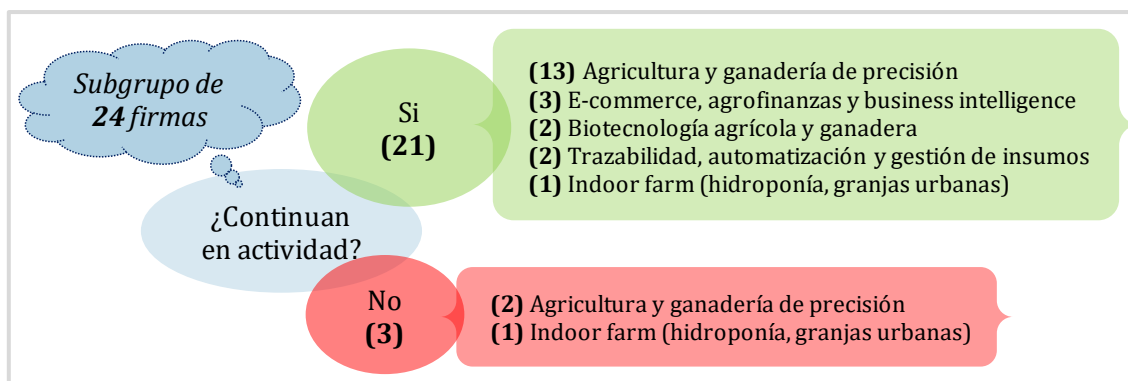 Subgrupo de
24 firmas
¿Continuan
en actividad?
Si
(21)
(13) Agricultura y ganadería de precisión
(3) E-commerce, agrofinanzas y business intelligence
(2) Biotecnología agrícola y ganadera
(2) Trazabilidad, automatización y gestión de insumos
(1) Indoor farm (hidroponía, granjas urbanas)
No
(3)
(2) Agricultura y ganadería de precisión
(1) Indoor farm (hidroponía, granjas urbanas)